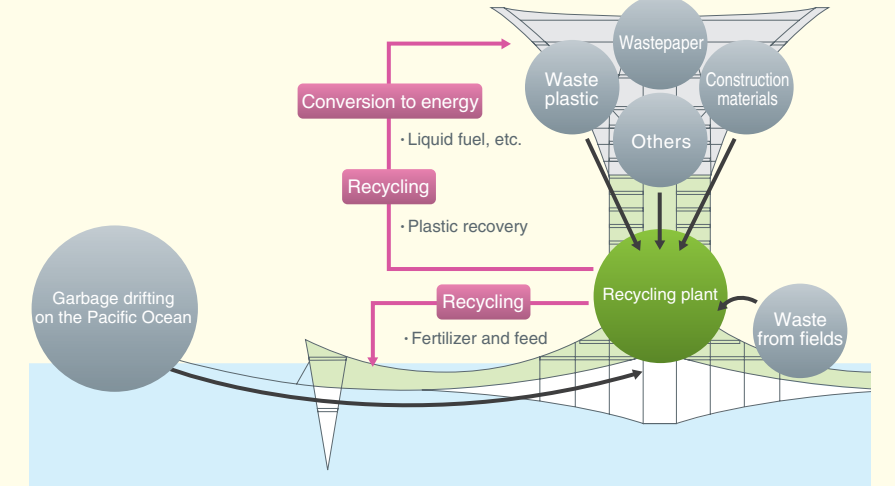 Wastepaper
Waste
plastic
Construction
materials
Others
Conversion to energy
・Liquid fuel, etc.
Recycling
・Plastic recovery
Garbage drifting
on the Pacific Ocean
Recycling plant
Recycling
・Fertilizer and feed
Waste
from fields